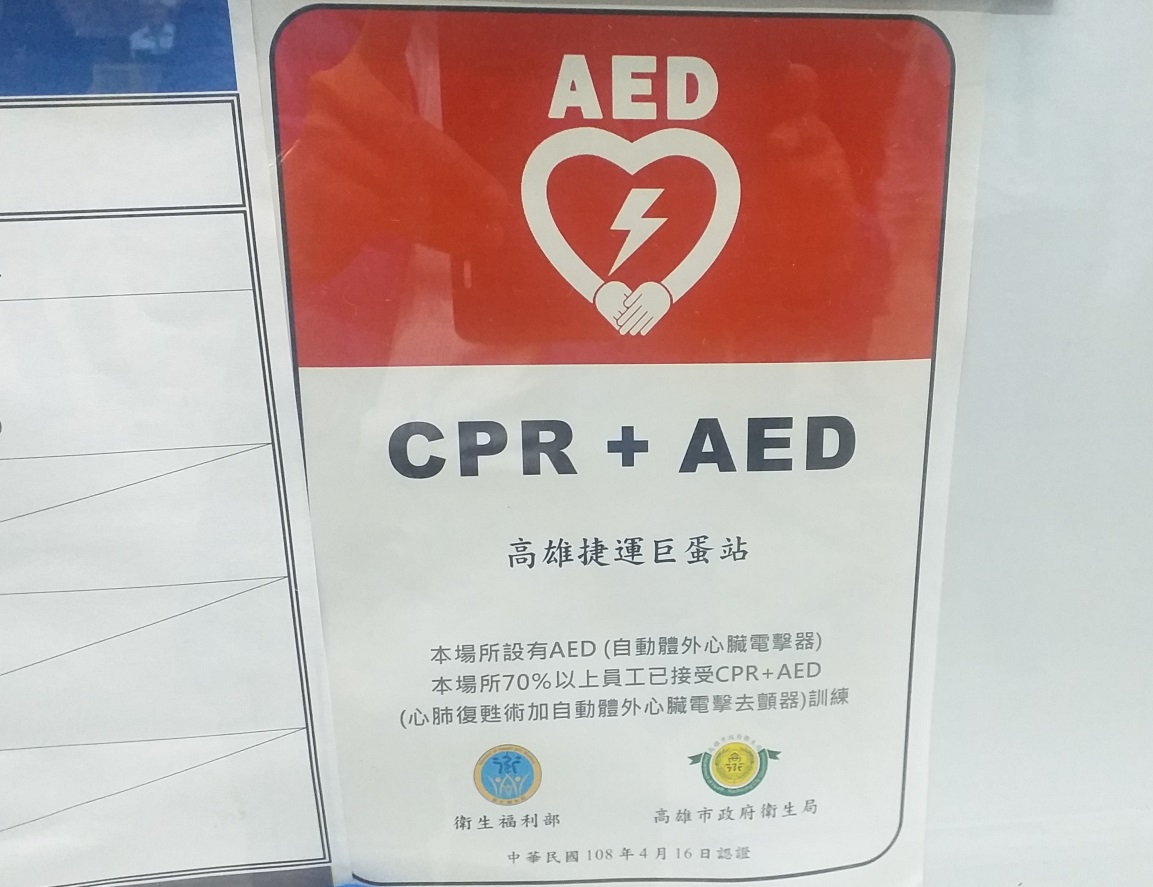 AED
CPR + AED
高雄捷運巨蛋站
本場所設有AED (自動體外心臟電擊器)
本場所70%以上員工已接受CPR+AED
(心肺復甦術加自動體外心臟電擊去顫器)訓練
衛生福利部
高雄市政府衛生局
中華民國 108 年 4 月 16 日認證